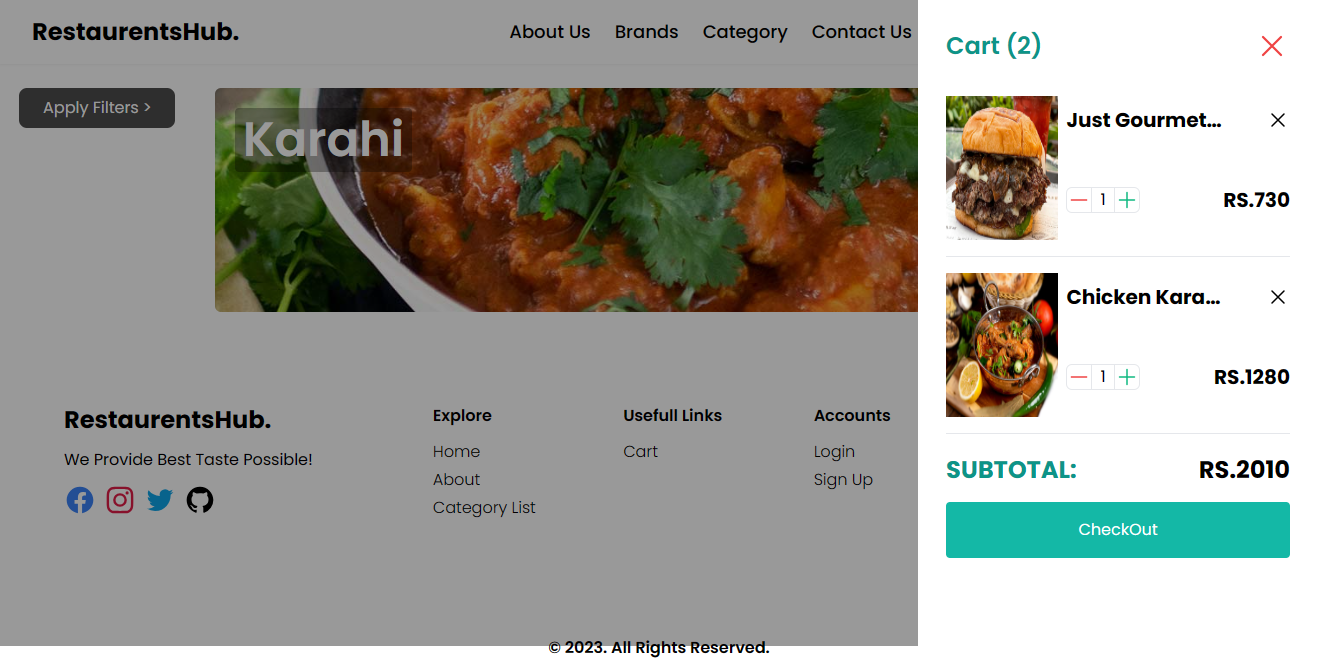 RestaurentsHub.
About Us Brands Category Contact Us
Apply Filters >
Karahi
RestaurentsHub.
We Provide Best Taste Possible!
Explore
Home
About
Category List
Usefull Links
Cart
Accounts
Login
Sign Up
© 2023. All Rights Reserved.
Cart (2)
Just Gourmet...
1
RS.730
Chicken Kara...
1
RS.1280
SUBTOTAL: RS.2010
CheckOut